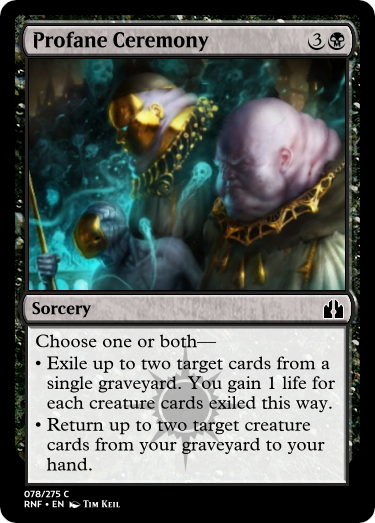 Profane Ceremony 3
Sorcery
Choose one or both—
• Exile up to two target cards from a
single graveyard. You gain 1 life for
each creature cards exiled this way.
• Return up to two target creature
cards from your graveyard to your
hand.
078/275 C
RNF • EN Tim Keil